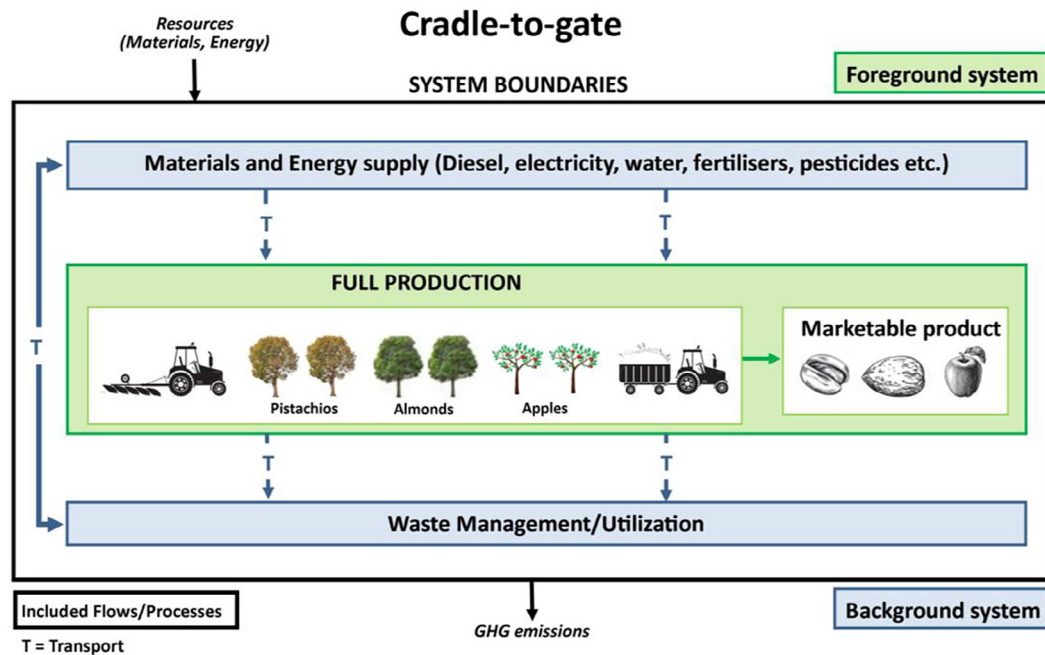 Resources
(Materials, Energy)
Cradle-to-gate
SYSTEM BOUNDARIES
Foreground system
Materials and Energy supply (Diesel, electricity, water, fertilisers, pesticides etc.)
T
T
T
FULL PRODUCTION
Marketable product
Pistachios
Almonds
Apples
T
T
Waste Management/Utilization
Included Flows/Processes
T = Transport
GHG emissions
Background system